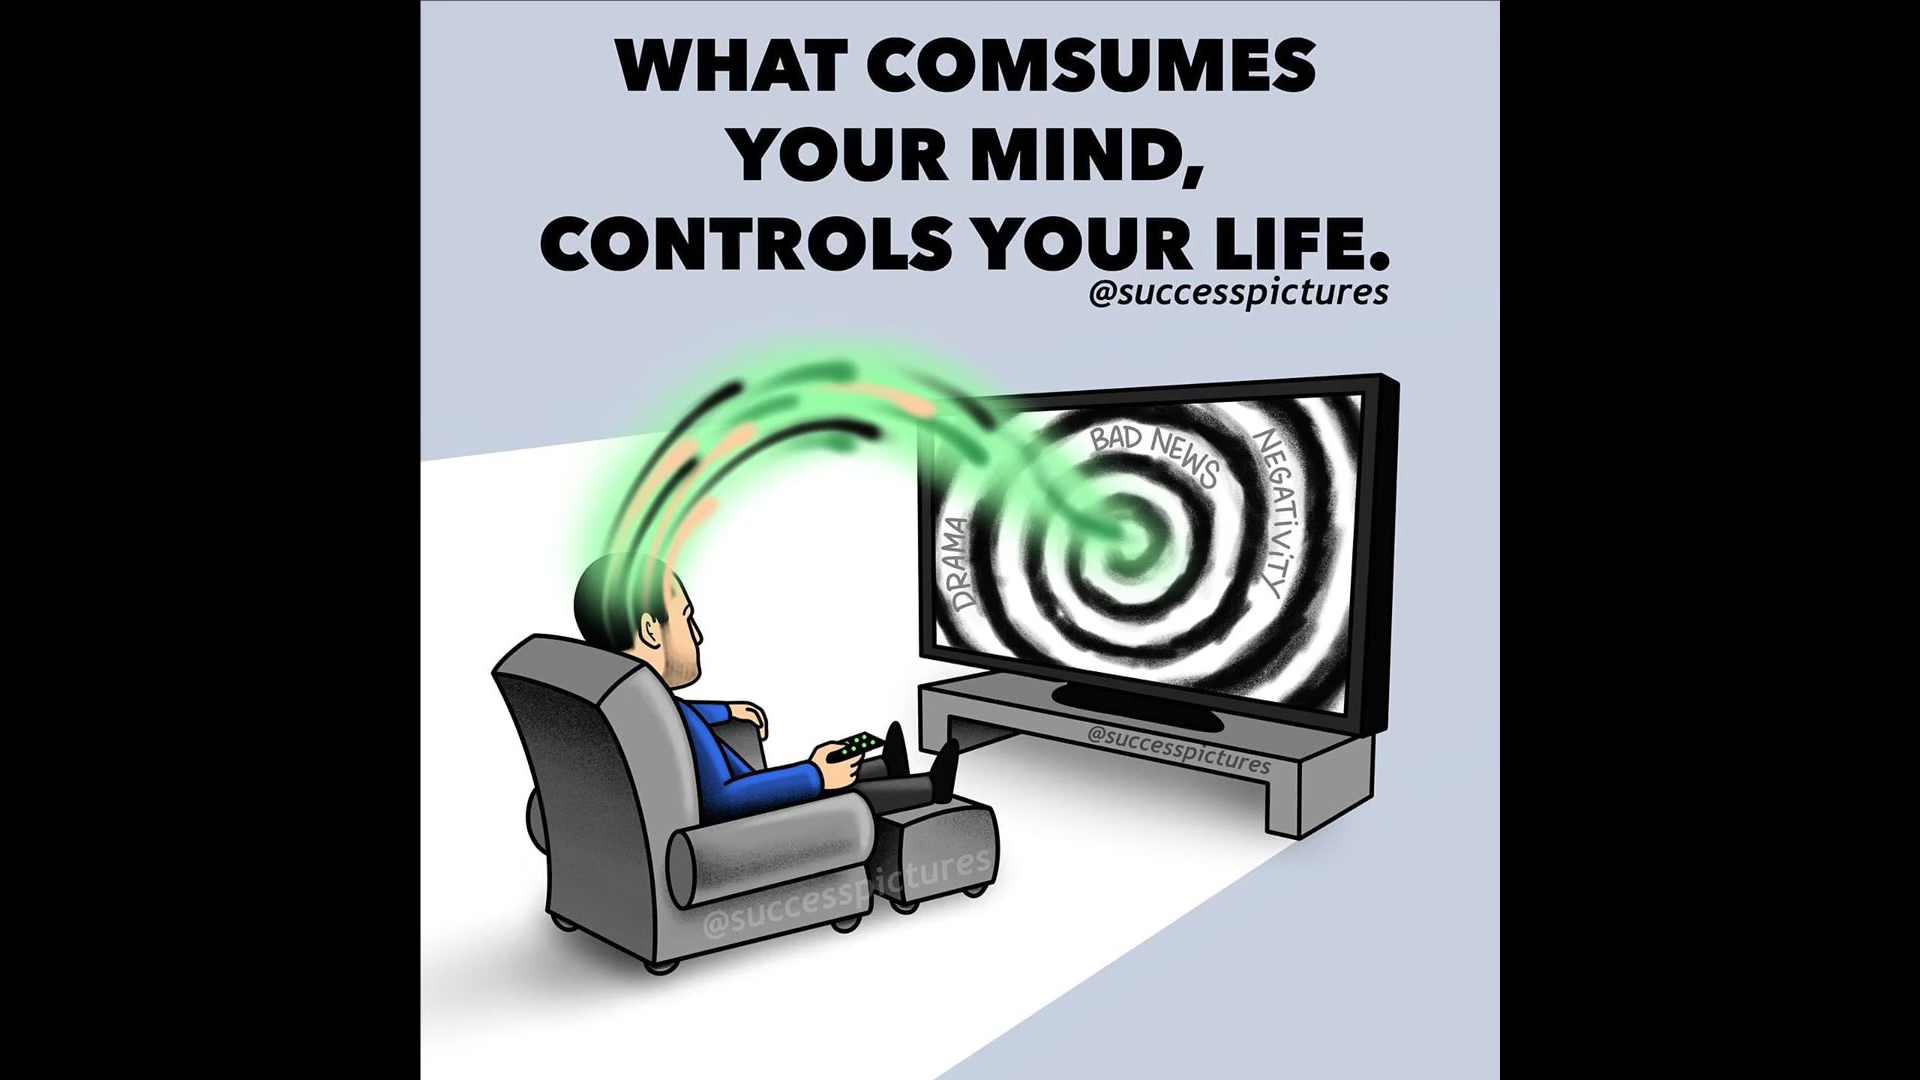 WHAT COMSUMES
YOUR MIND,
CONTROLS YOUR LIFE.
@successpictures
BAD NEWS
NEGATiViTY
DRAMA
@successpictures
@successpictures